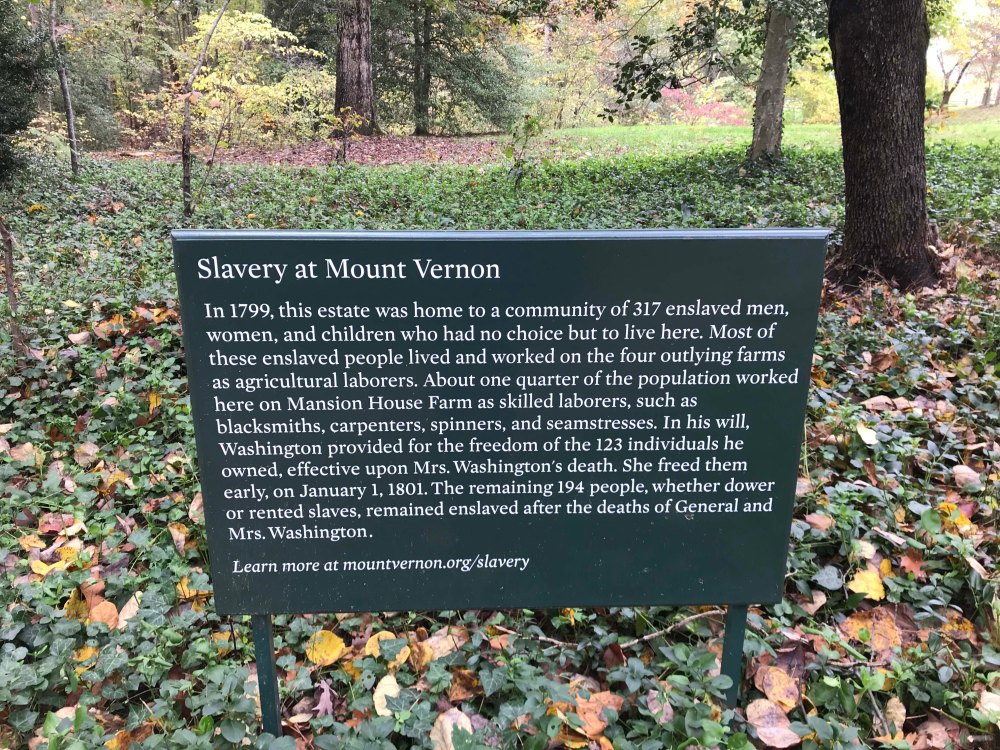 Slavery at Mount Vernon
In 1799, this estate was home to a community of 317 enslaved men,
women, and children who had no choice but to live here. Most of
these enslaved people lived and worked on the four outlying farms
as agricultural laborers. About one quarter of the population worked
here on Mansion House Farm as skilled laborers, such as
blacksmiths, carpenters, spinners, and seamstresses. In his will,
Washington provided for the freedom of the 123 individuals he
owned, effective upon Mrs. Washington's death. She freed them
early, on January 1, 1801. The remaining 194 people, whether dower
or rented slaves, remained enslaved after the deaths of General and
Mrs. Washington.
Learn more at mountvernon.org/slavery